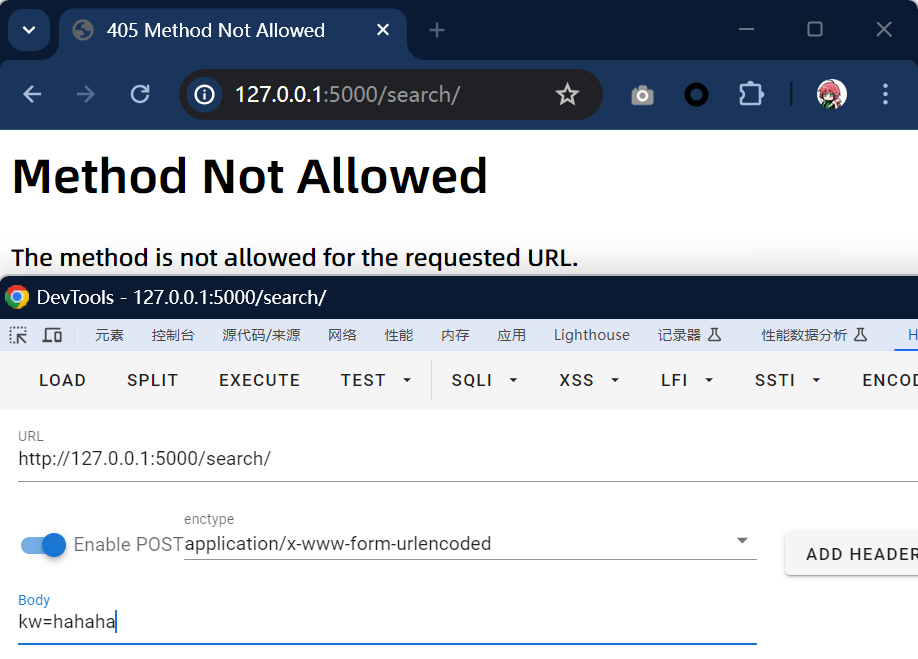 405 Method Not Allowed
127.0.0.1:5000/search/
Method Not Allowed
The method is not allowed for the requested URL.
DevTools - 127.0.0.1:5000/search/
元素 控制台 源代码/来源 网络 性能 内存 应用 Lighthouse 记录器 性能数据分析 H
LOAD SPLIT EXECUTE TEST SQLI XSS LFI SSTI ENCOD
URL
http://127.0.0.1:5000/search/
enctype
Enable POST application/x-www-form-urlencoded
ADD HEADER
Body
kw=hahaha